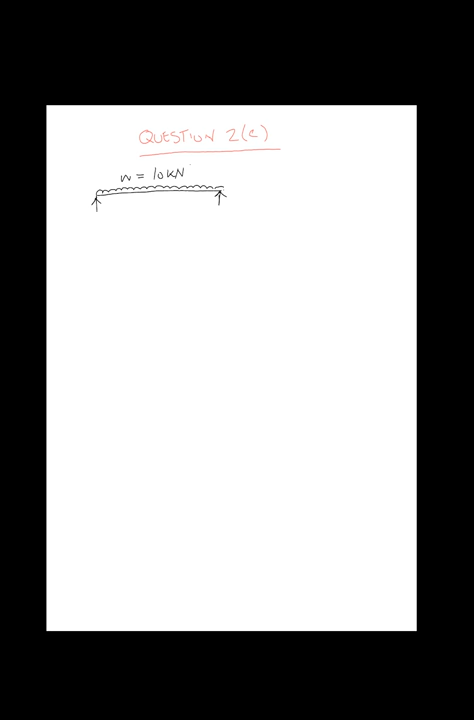 QUESTION 2(c)
w = 10kN